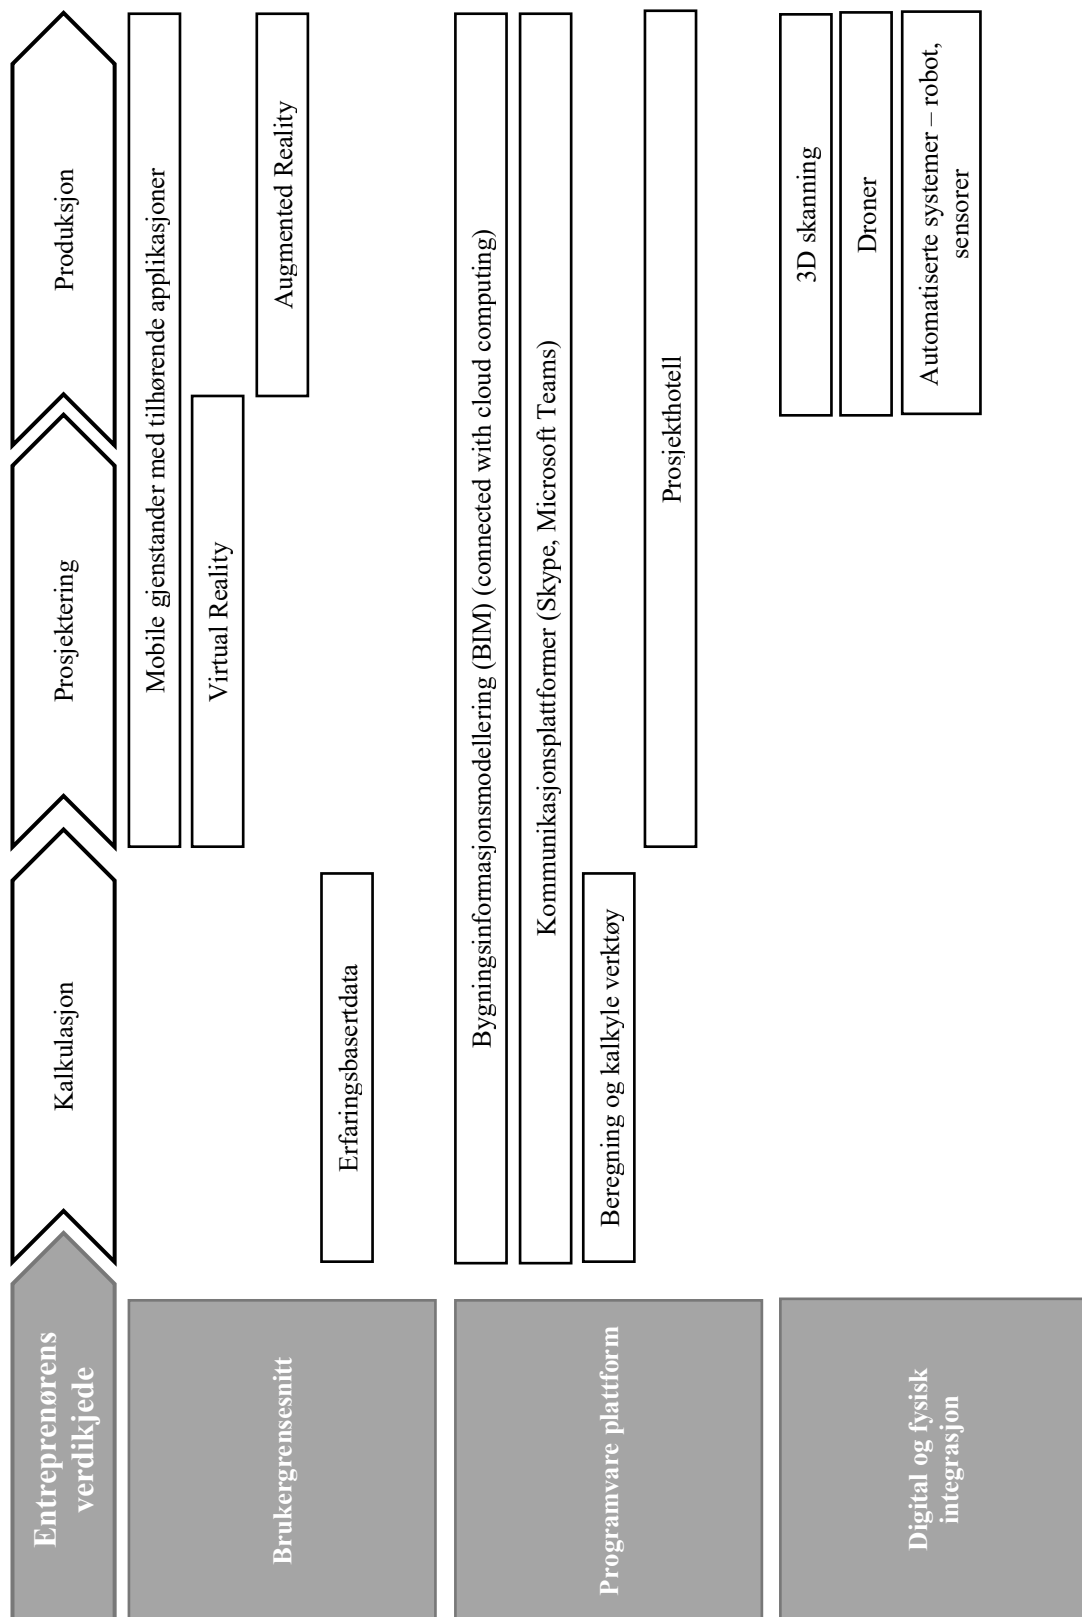 Entreprenørens
verdikjede
Kalkulasjon
Prosjektering
Produksjon
Brukergrensesnitt
Mobile gjenstander med tilhørende applikasjoner
Virtual Reality
Augmented Reality
Erfaringsbasertdata
Programvare plattform
Bygningsinformasjonsmodellering (BIM) (connected with cloud computing)
Kommunikasjonsplattformer (Skype, Microsoft Teams)
Beregning og kalkyle verktøy
Prosjekthotell
Digital og fysisk
integrasjon
3D skanning
Droner
Automatiserte systemer – robot,
sensorer